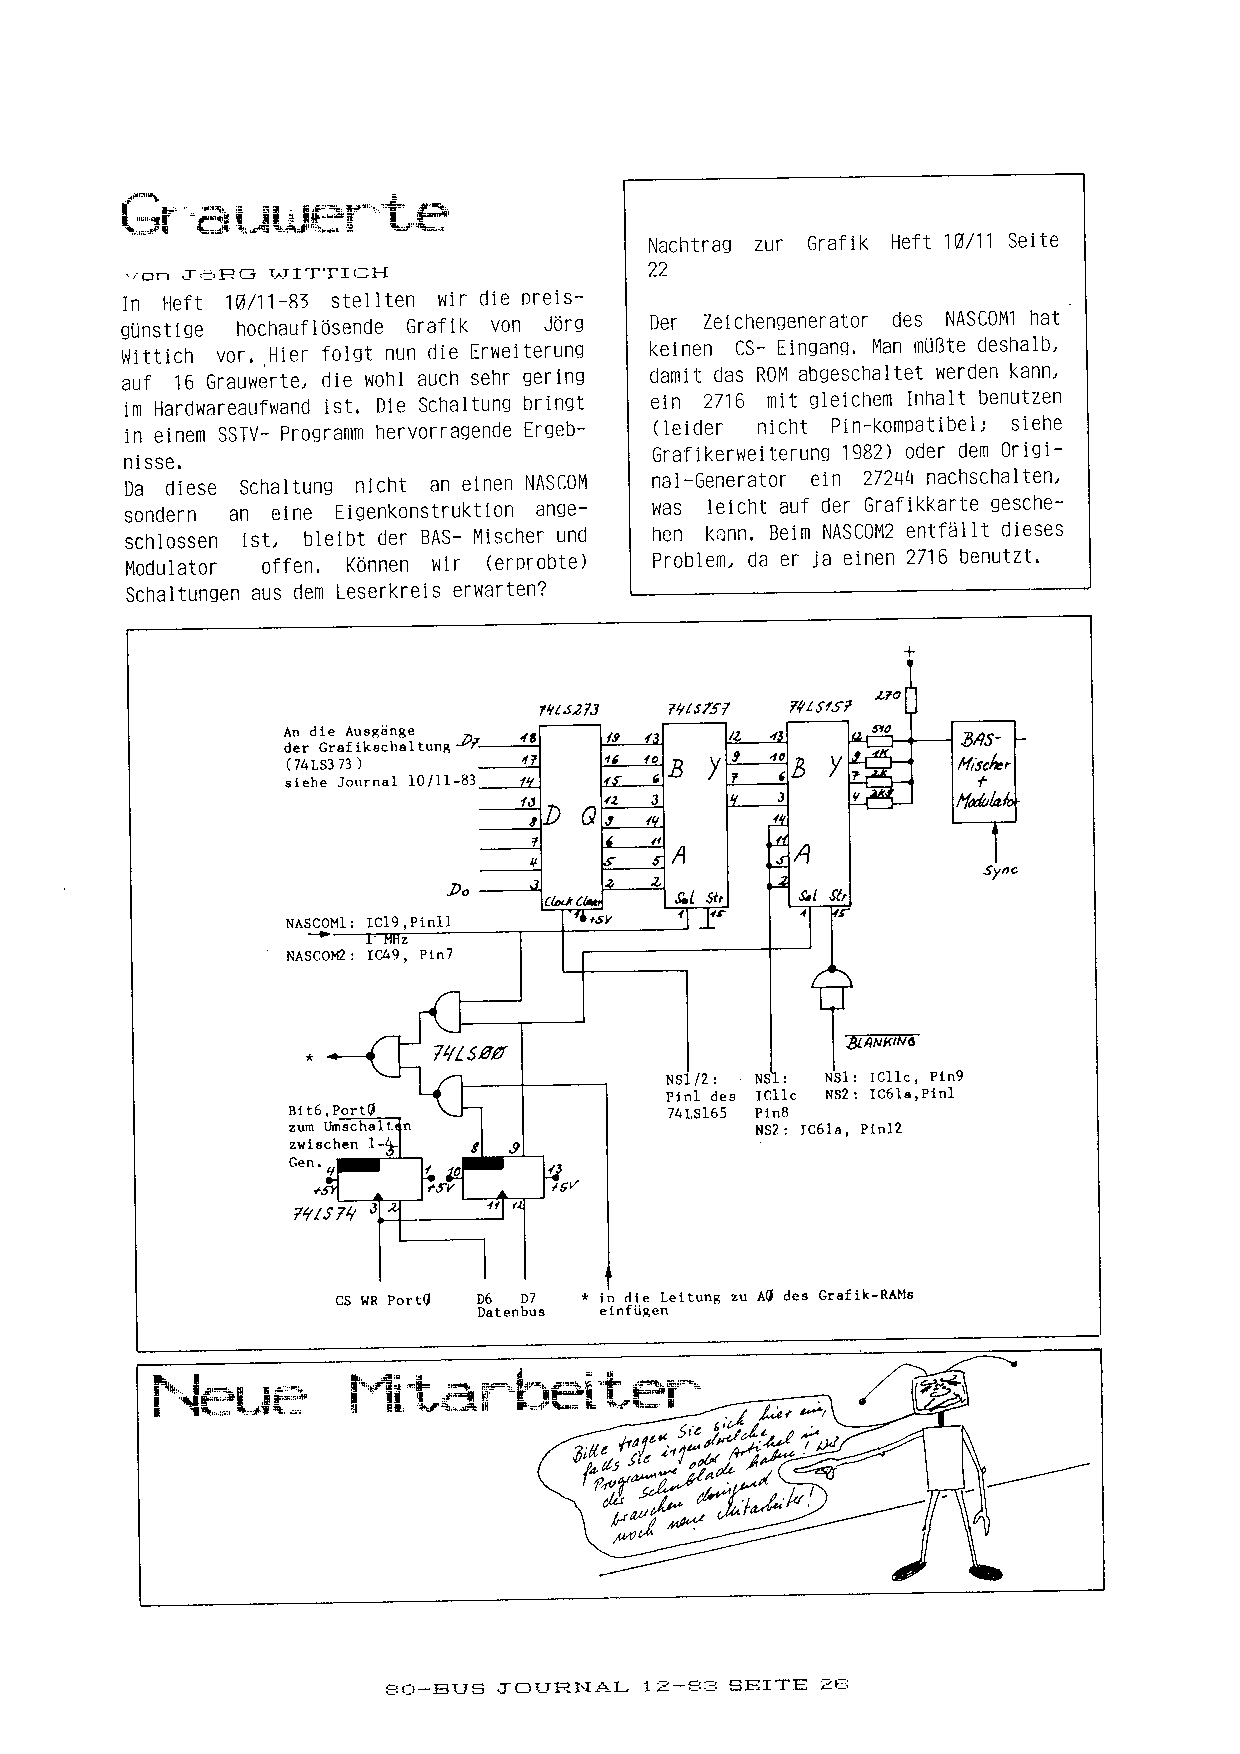 Grauwerte
von JÖRG WITTICH
In Heft 10/11-83 stellten wir die preis-
günstige hochauflösende Grafik von Jörg
Wittich vor. Hier folgt nun die Erweiterung
auf 16 Grauwerte, die wohl auch sehr gering
im Hardwareaufwand ist. Die Schaltung bringt
in einem SSTV- Programm hervorragende Ergeb-
nisse.
Da diese Schaltung nicht an einen NASCOM
sondern an eine Eigenkonstruktion ange-
schlossen ist, bleibt der BAS- Mischer und
Modulator offen. Können wir (erprobte)
Schaltungen aus dem Leserkreis erwarten?
Nachtrag zur Grafik Heft 10/11 Seite
22
Der Zeichengenerator des NASCOM1 hat
keinen CS- Eingang. Man müßte deshalb,
damit das ROM abgeschaltet werden kann,
ein 2716 mit gleichem Inhalt benutzen
(leider nicht Pin-kompatibel; siehe
Grafikerweiterung 1982) oder dem Origi-
nal-Generator ein 27244 nachschalten,
was leicht auf der Grafikkarte gesche-
hen kann. Beim NASCOM2 entfällt dieses
Problem, da er ja einen 2716 benutzt.
+
270
74LS273 74LS157 74LS157
An die Ausgänge
der Grafikschaltung
(74LS373)
siehe Journal 10/11-83
D7
D0
18
17
14
13
8
7
4
3
D Q
Clock Clear
1
+5V
19 13
16 10
15 6
12 3
9 14
6 11
5 5
2 2
B Y
A
Sel Str
1 15
12 13
9 10
7 6
4 3
14
11
5
2
B Y
A
Sel Str
1 15
12
9 1K
7 2K
4
BAS-
Mischer
+
Modulator
Sync
NASCOM1: IC19,Pin11
1 MHz
NASCOM2: IC49, Pin7
*
74LS00
BLANKING
NS1/2:
Pin1 des
74LS165
NS1:
IC11c
Pin8
NS2: IC61a, Pin12
NS1: IC11c, Pin9
NS2: IC61a,Pin1
Bit6,Port0
zum Umschalten
zwischen 1-4
Gen.
5
8 9
4 1 10 13
+5V +5V +5V
74LS74 3 2 11 12
CS WR Port0
D6 D7
Datenbus
* in die Leitung zu A0 des Grafik-RAMs
einfügen
Neue Mitarbeiter
Bitte tragen Sie sich hier ein,
falls Sie irgendwelche
Programme oder Artikel in
der Schublade haben! Wir
brauchen dringend
noch neue Mitarbeiter!
80-BUS JOURNAL 12-83 SEITE 26